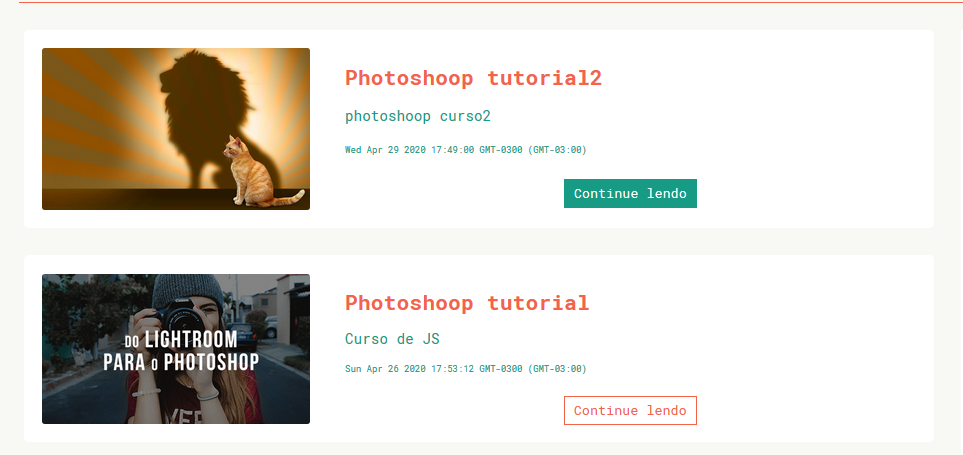 Photoshoop tutorial2
photoshoop curso2
Wed Apr 29 2020 17:49:00 GMT-0300 (GMT-03:00)
Continue lendo
DO LIGHTROOM
PARA O PHOTOSHOP
Photoshoop tutorial
Curso de JS
Sun Apr 26 2020 17:53:12 GMT-0300 (GMT-03:00)
Continue lendo